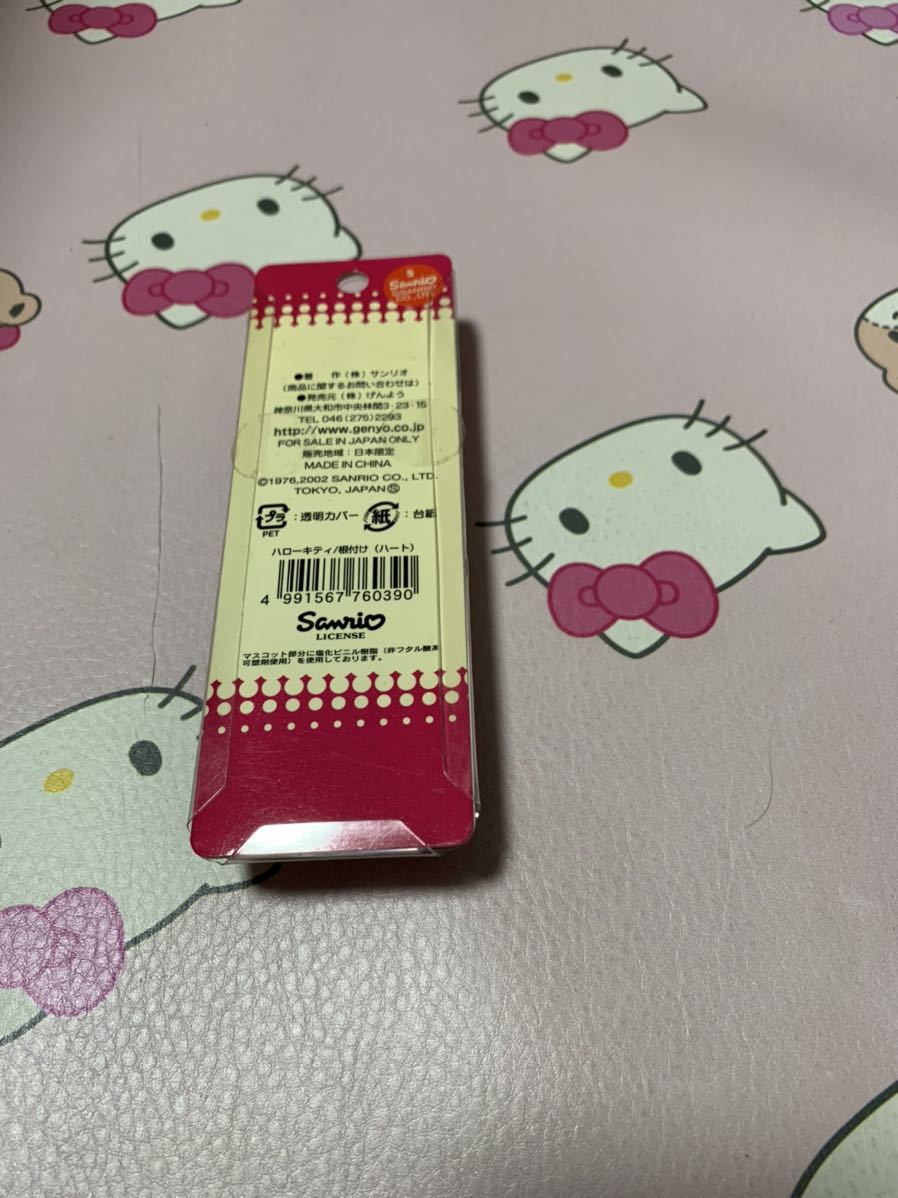 S
Sanrio
©SANRIO
CO.,LTD.
●著 作（株）サンリオ
（商品に関するお問い合わせは）
●発売元（株）げんよう
神奈川県大和市中央林間3-23-15
TEL 046(275)2293
http://www.genyo.co.jp
FOR SALE IN JAPAN ONLY
販売地域：日本限定
MADE IN CHINA
©1976,2002 SANRIO CO., LTD.
TOKYO, JAPAN Ⓢ
プラ：透明カバー 紙：台紙
PET
ハローキティ/根付け（ハート）
4 991567 760390
Sanrio
LICENSE
マスコット部分に塩化ビニル樹脂（非フタル酸系
可塑剤使用）を使用しております。